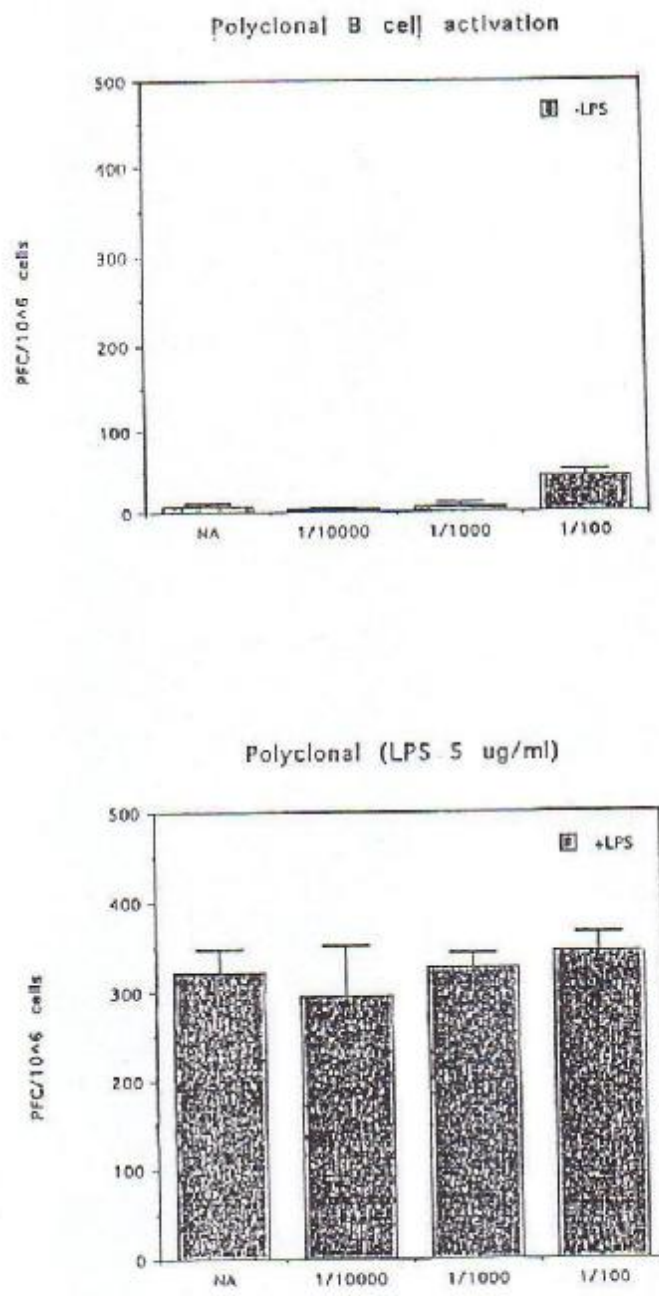 Polyclonal B cell activation
500
-LPS
400
300
200
100
0
PFC/10^6 cells
NA
1/10000
1/1000
1/100
Polyclonal (LPS 5 ug/ml)
500
+LPS
400
300
200
100
0
PFC/10^6 cells
NA
1/10000
1/1000
1/100